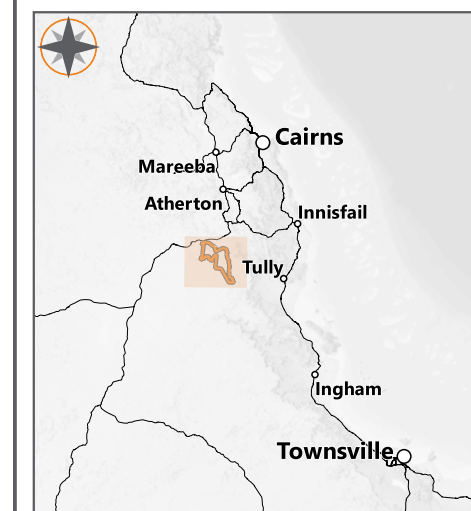 Cairns
Mareeba
Atherton
Innisfail
Tully
Ingham
Townsville